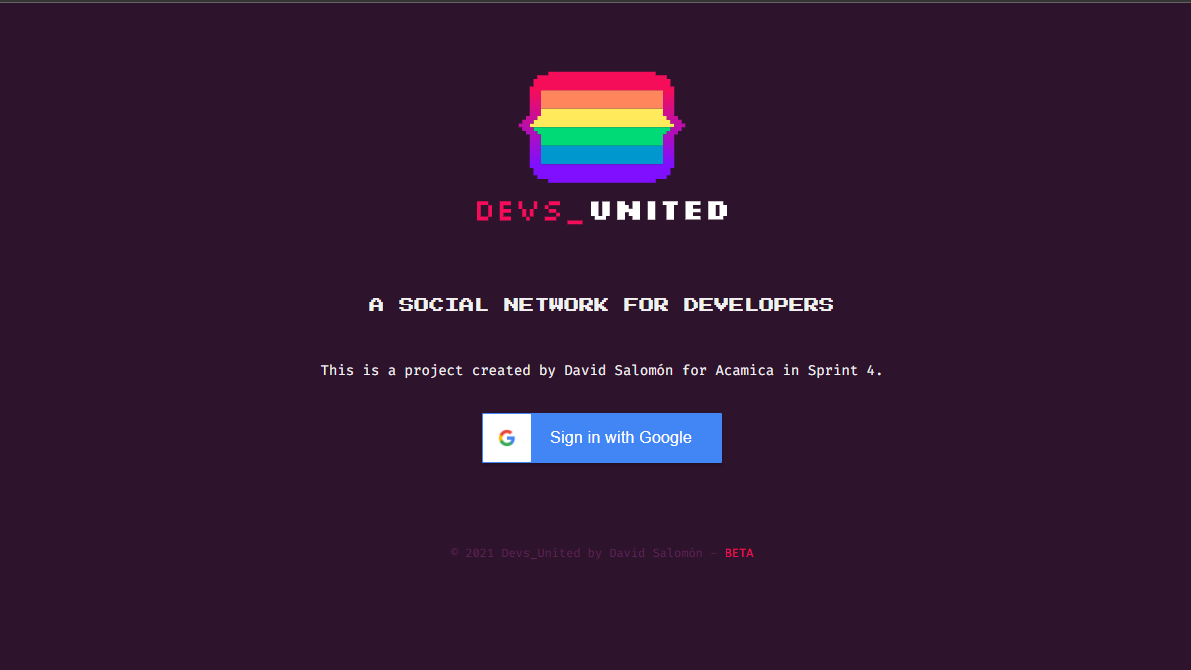 DEVS_UNITED
A SOCIAL NETWORK FOR DEVELOPERS
This is a project created by David Salomón for Acamica in Sprint 4.
Sign in with Google
© 2021 Devs_United by David Salomón - BETA